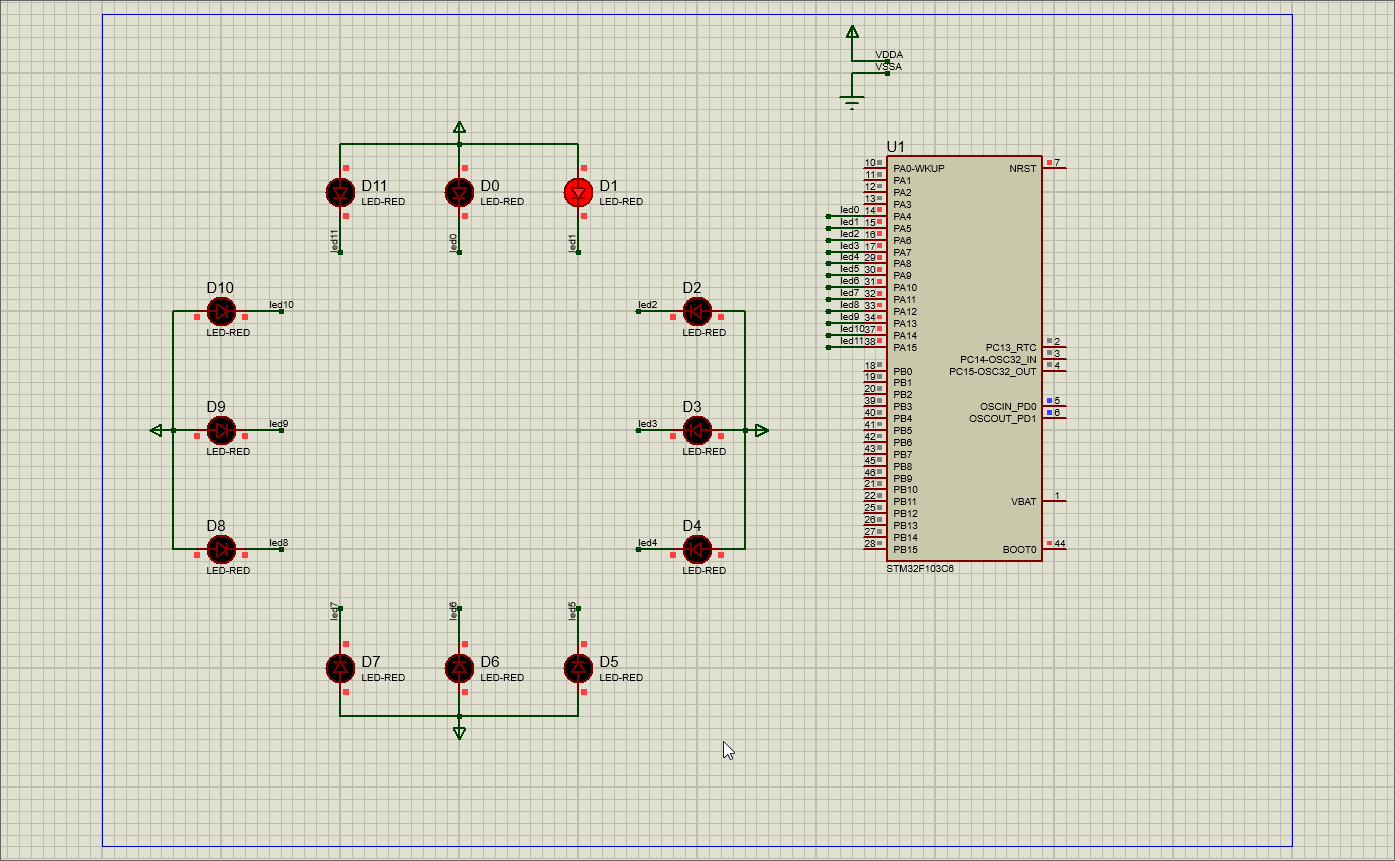 VDDA
VSSA
D11
LED-RED
led11
D0
LED-RED
led0
D1
LED-RED
led1
D10
LED-RED
led10
D2
LED-RED
led2
D9
LED-RED
led9
D3
LED-RED
led3
D8
LED-RED
led8
D4
LED-RED
led4
led7
D7
LED-RED
led6
D6
LED-RED
led5
D5
LED-RED
U1
10 PA0-WKUP
11 PA1
12 PA2
13 PA3
led0 14 PA4
led1 15 PA5
led2 16 PA6
led3 17 PA7
led4 29 PA8
led5 30 PA9
led6 31 PA10
led7 32 PA11
led8 33 PA12
led9 34 PA13
led10 37 PA14
led11 38 PA15
18 PB0
19 PB1
20 PB2
39 PB3
40 PB4
41 PB5
42 PB6
43 PB7
45 PB8
46 PB9
21 PB10
22 PB11
25 PB12
26 PB13
27 PB14
28 PB15
NRST 7
PC13_RTC 2
PC14-OSC32_IN 3
PC15-OSC32_OUT 4
OSCIN_PD0 5
OSCOUT_PD1 6
VBAT 1
BOOT0 44
STM32F103C6